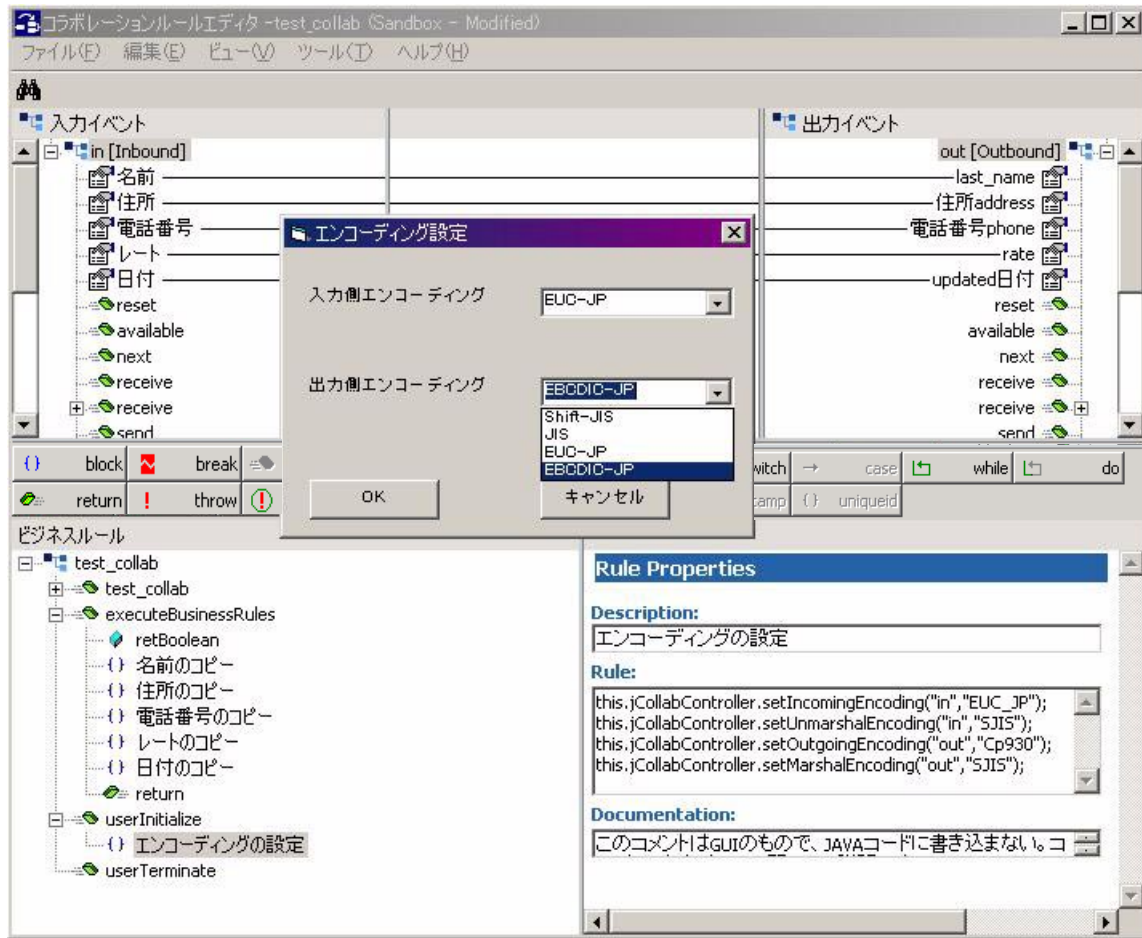 コラボレーションルールエディタ -test_collab (Sandbox - Modified)
ファイル(F) 編集(E) ビュー(V) ツール(T) ヘルプ(H)
入力イベント
出力イベント
in [Inbound]
out [Outbound]
名前
last_name
住所
住所address
電話番号
電話番号phone
レート
rate
日付
updated日付
reset
reset
available
available
next
next
receive
receive
receive
receive
send
send
エンコーディング設定
入力側エンコーディング
EUC-JP
出力側エンコーディング
EBCDIC-JP
Shift-JIS
JIS
EUC-JP
EBCDIC-JP
OK
キャンセル
{} block break case while do
return ! throw {} uniqueid
ビジネスルール
test_collab
test_collab
executeBusinessRules
retBoolean
{} 名前のコピー
{} 住所のコピー
{} 電話番号のコピー
{} レートのコピー
{} 日付のコピー
return
userInitialize
{} エンコーディングの設定
userTerminate
Rule Properties
Description:
エンコーディングの設定
Rule:
this.jCollabController.setIncomingEncoding("in","EUC_JP");
this.jCollabController.setUnmarshalEncoding("in","SJIS");
this.jCollabController.setOutgoingEncoding("out","Cp930");
this.jCollabController.setMarshalEncoding("out","SJIS");
Documentation:
このコメントはGUIのもので、JAVAコードに書き込まない。コ